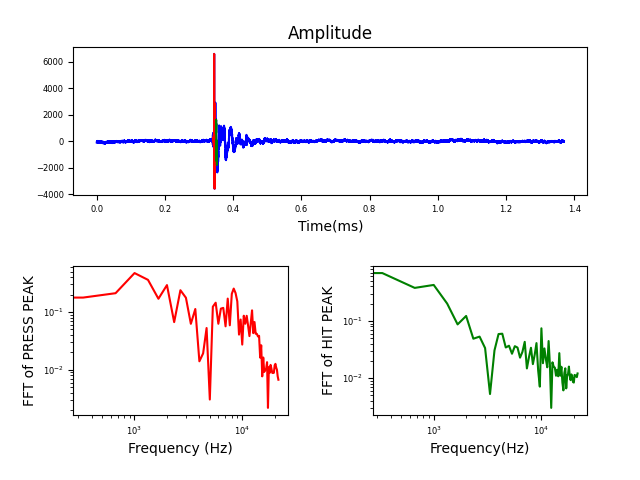 Amplitude
6000
4000
2000
0
−2000
−4000
0.0 0.2 0.4 0.6 0.8 1.0 1.2 1.4
Time(ms)
FFT of PRESS PEAK
10⁻¹
10⁻²
10³ 10⁴
Frequency (Hz)
FFT of HIT PEAK
10⁻¹
10⁻²
10³ 10⁴
Frequency(Hz)